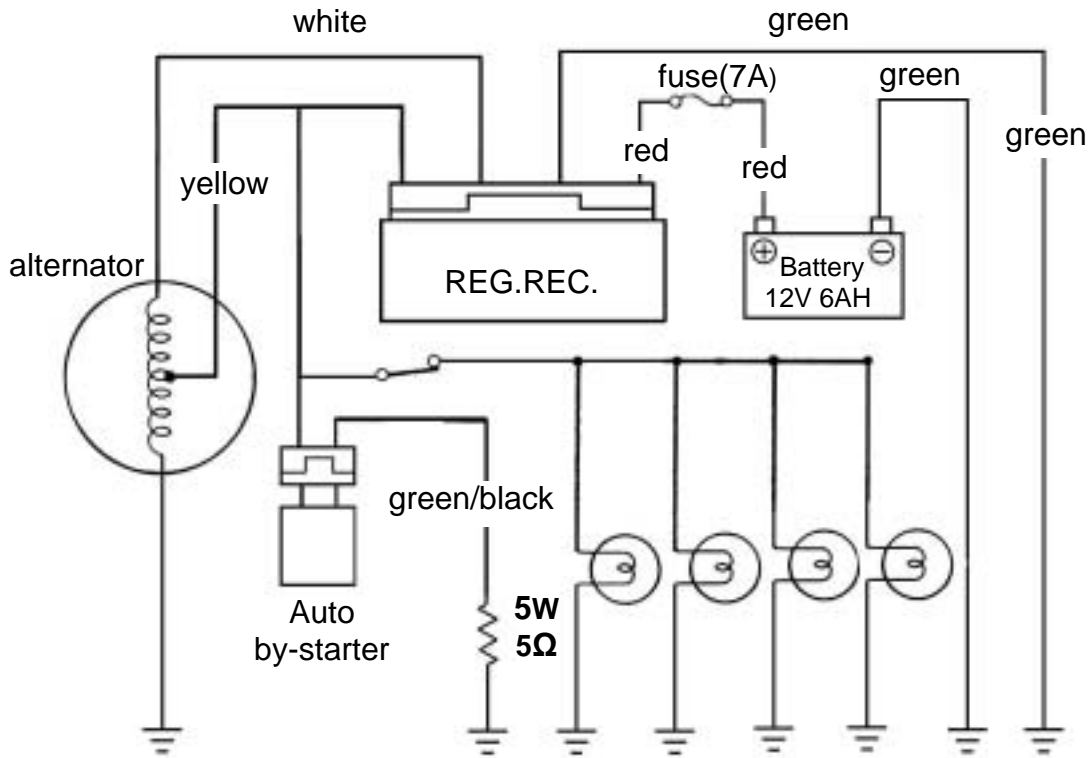 white
green
fuse(7A)
green
red
red
green
yellow
alternator
REG.REC.
+
−
Battery
12V 6AH
green/black
Auto
by-starter
5W
5Ω